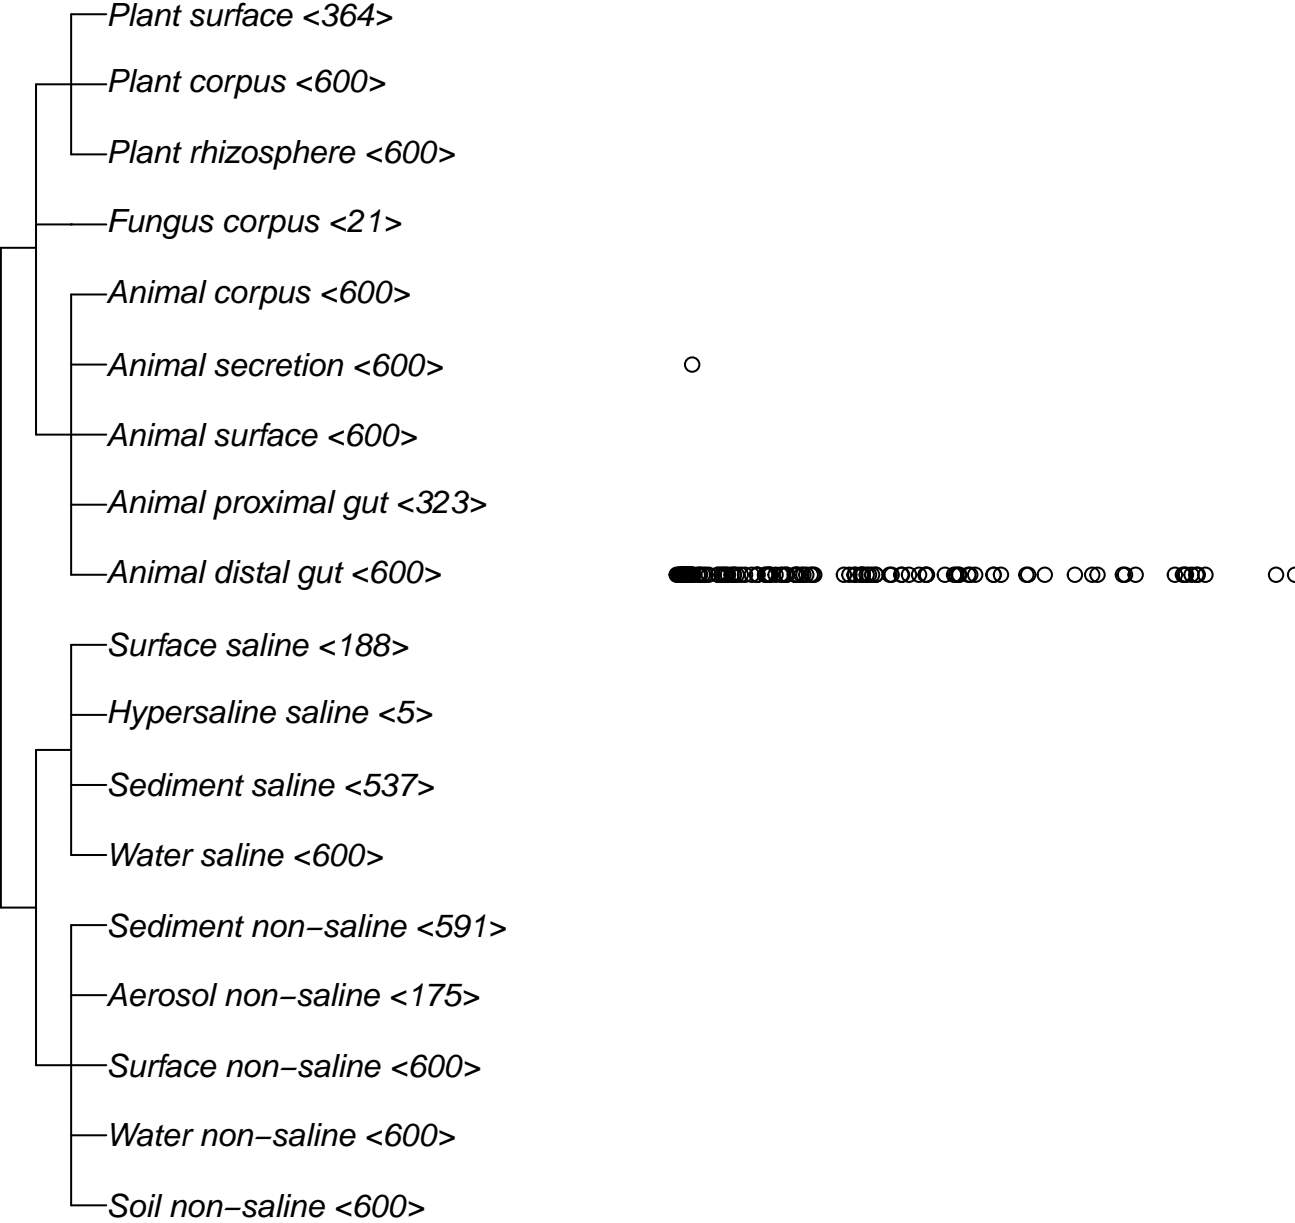 Plant surface <364>
Plant corpus <600>
Plant rhizosphere <600>
Fungus corpus <21>
Animal corpus <600>
Animal secretion <600>
Animal surface <600>
Animal proximal gut <323>
Animal distal gut <600>
Surface saline <188>
Hypersaline saline <5>
Sediment saline <537>
Water saline <600>
Sediment non−saline <591>
Aerosol non−saline <175>
Surface non−saline <600>
Water non−saline <600>
Soil non−saline <600>